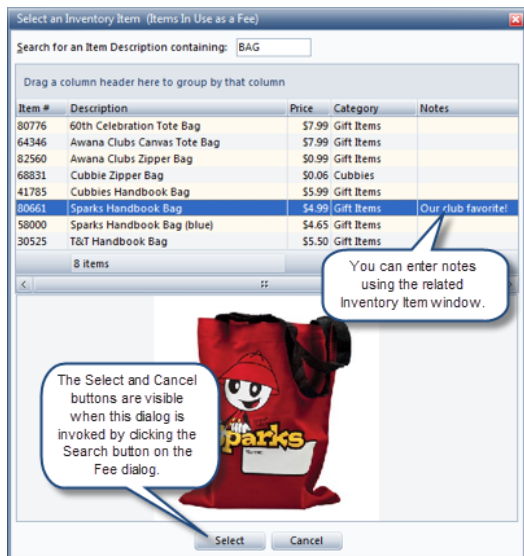 Select an Inventory Item (Items In Use as a Fee)
Search for an Item Description containing: BAG
Drag a column header here to group by that column
Item # Description Price Category Notes
80776 60th Celebration Tote Bag $7.99 Gift Items
64346 Awana Clubs Canvas Tote Bag $7.99 Gift Items
82560 Awana Clubs Zipper Bag $0.99 Gift Items
68831 Cubbie Zipper Bag $0.06 Cubbies
41785 Cubbies Handbook Bag $5.99 Gift Items
80661 Sparks Handbook Bag $4.99 Gift Items Our club favorite!
58000 Sparks Handbook Bag (blue) $4.65 Gift Items
30525 T&T Handbook Bag $5.50 Gift Items
8 items
You can enter notes
using the related
Inventory Item window.
The Select and Cancel
buttons are visible
when this dialog is
invoked by clicking the
Search button on the
Fee dialog.
parks
Select Cancel